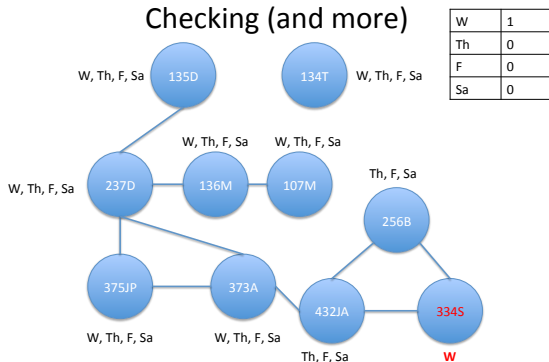 Checking (and more)
W 1
Th 0
F 0
Sa 0
W, Th, F, Sa
135D
134T
W, Th, F, Sa
W, Th, F, Sa
W, Th, F, Sa
W, Th, F, Sa
237D
136M
107M
Th, F, Sa
256B
375JP
373A
432JA
334S
W, Th, F, Sa
W, Th, F, Sa
Th, F, Sa
W